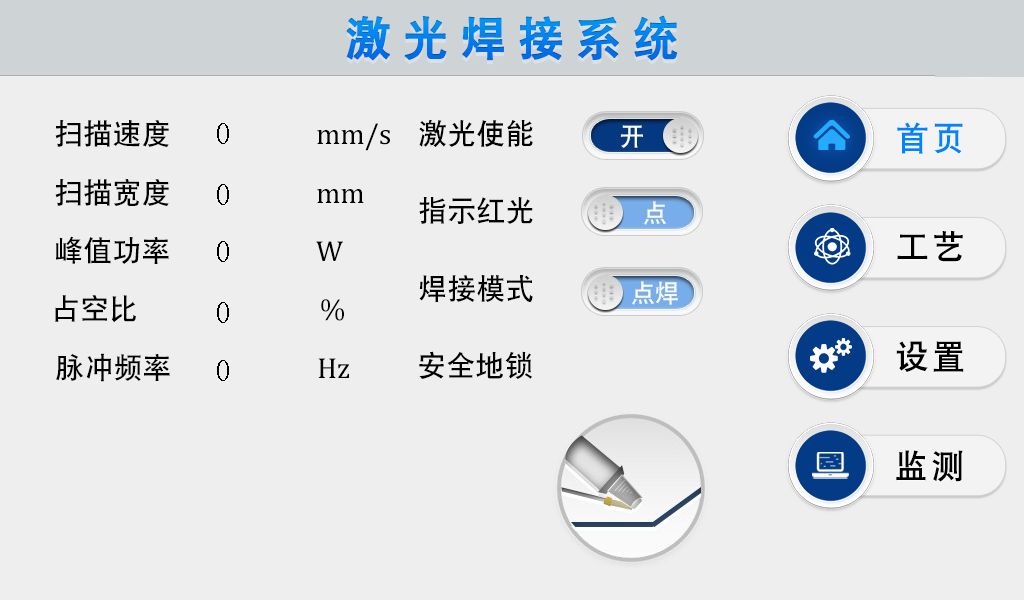 激光焊接系统
扫描速度 0 mm/s
扫描宽度 0 mm
峰值功率 0 W
占空比 0 %
脉冲频率 0 Hz
激光使能 开
指示红光 点
焊接模式 点焊
安全地锁
首页
工艺
设置
监测